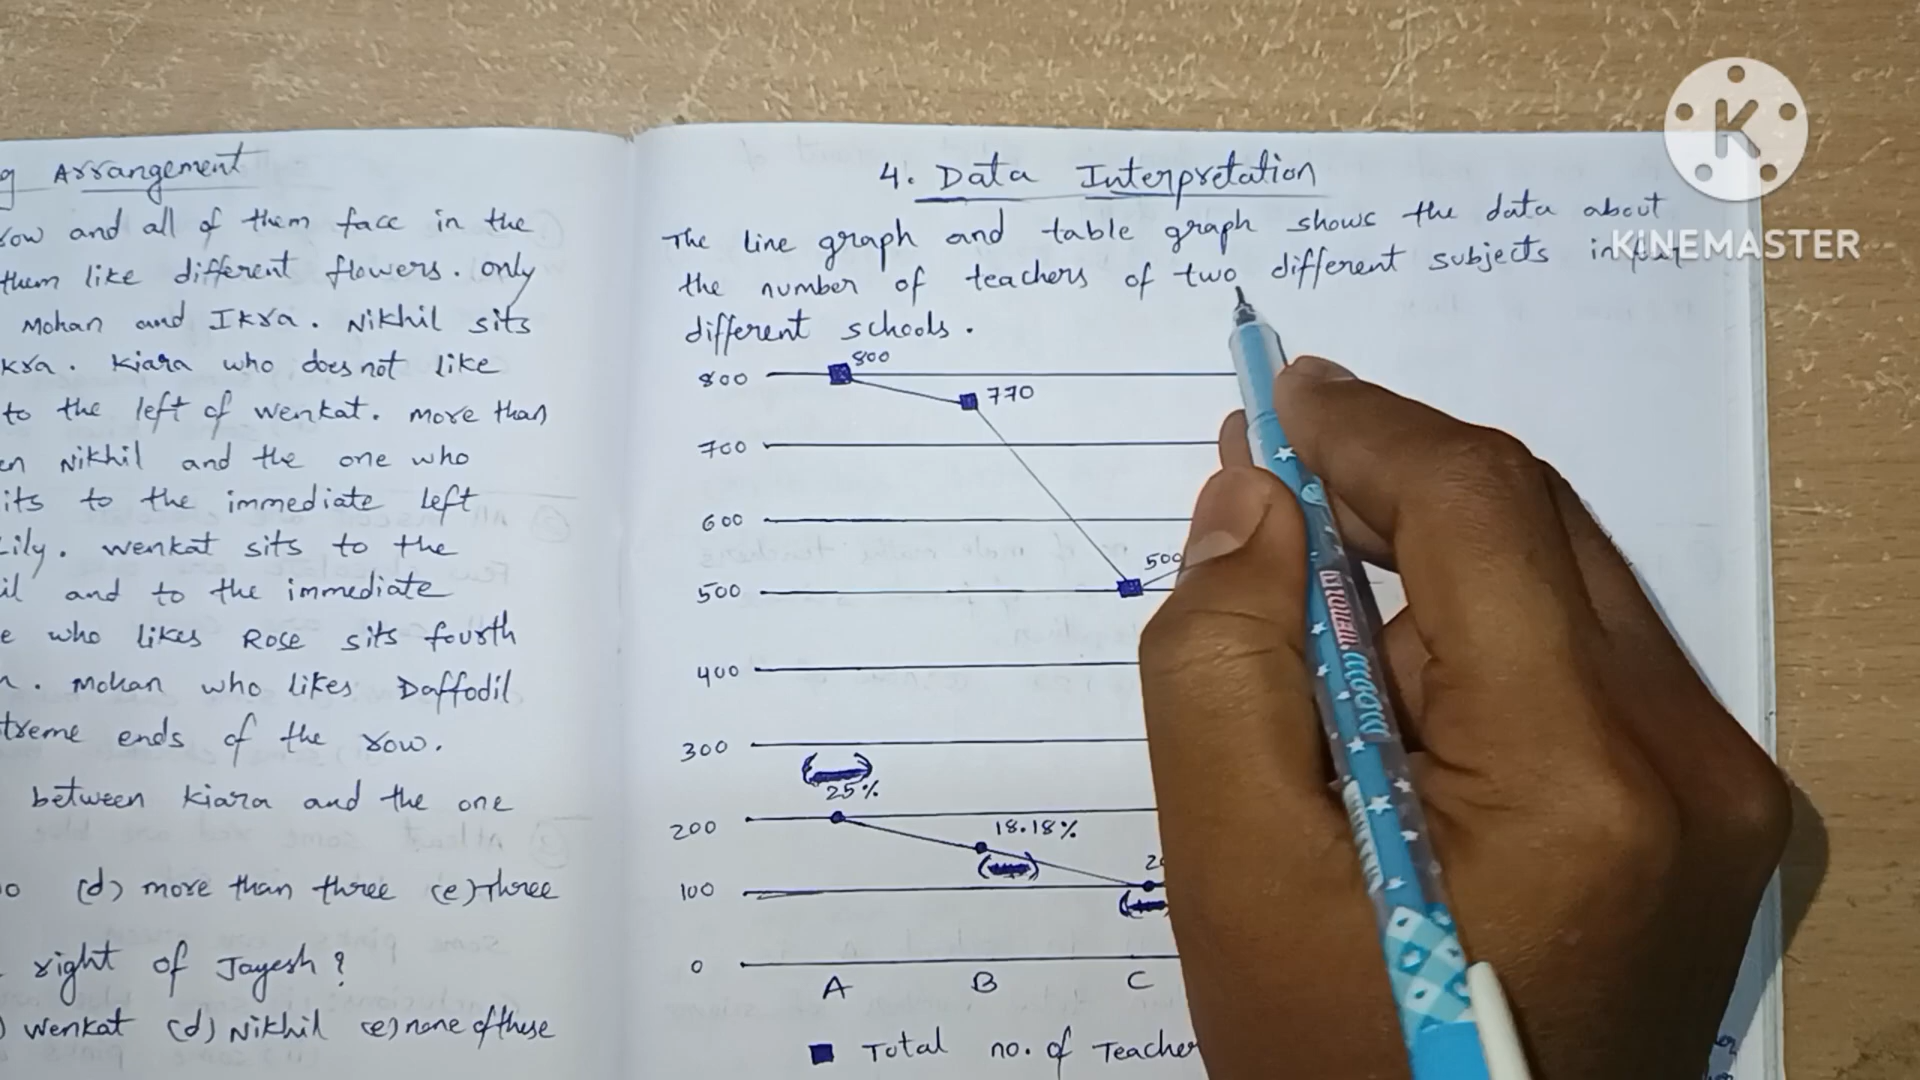 Arrangement
row and all of them face in the
them like different flowers. only
Mohan and Ikra. Nikhil sits
kra. Kiara who does not like
to the left of wenkat. more than
en Nikhil and the one who
its to the immediate left
Lily. wenkat sits to the
il and to the immediate
e who likes Rose sits fourth
n. Mohan who likes Daffodil
treme ends of the row.
between kiara and the one
(d) more than three (e) Three
right of Jayesh?
) wenkat (d) Nikhil (e) none of these
4. Data Interpretation
The line graph and table graph shows the data about
the number of teachers of two different subjects in
different schools.
800
800
770
700
600
500
500
400
300
25%
200
18.18%
100
0
A B C
Total no. of Teacher
K
KINEMASTER
MONAMI